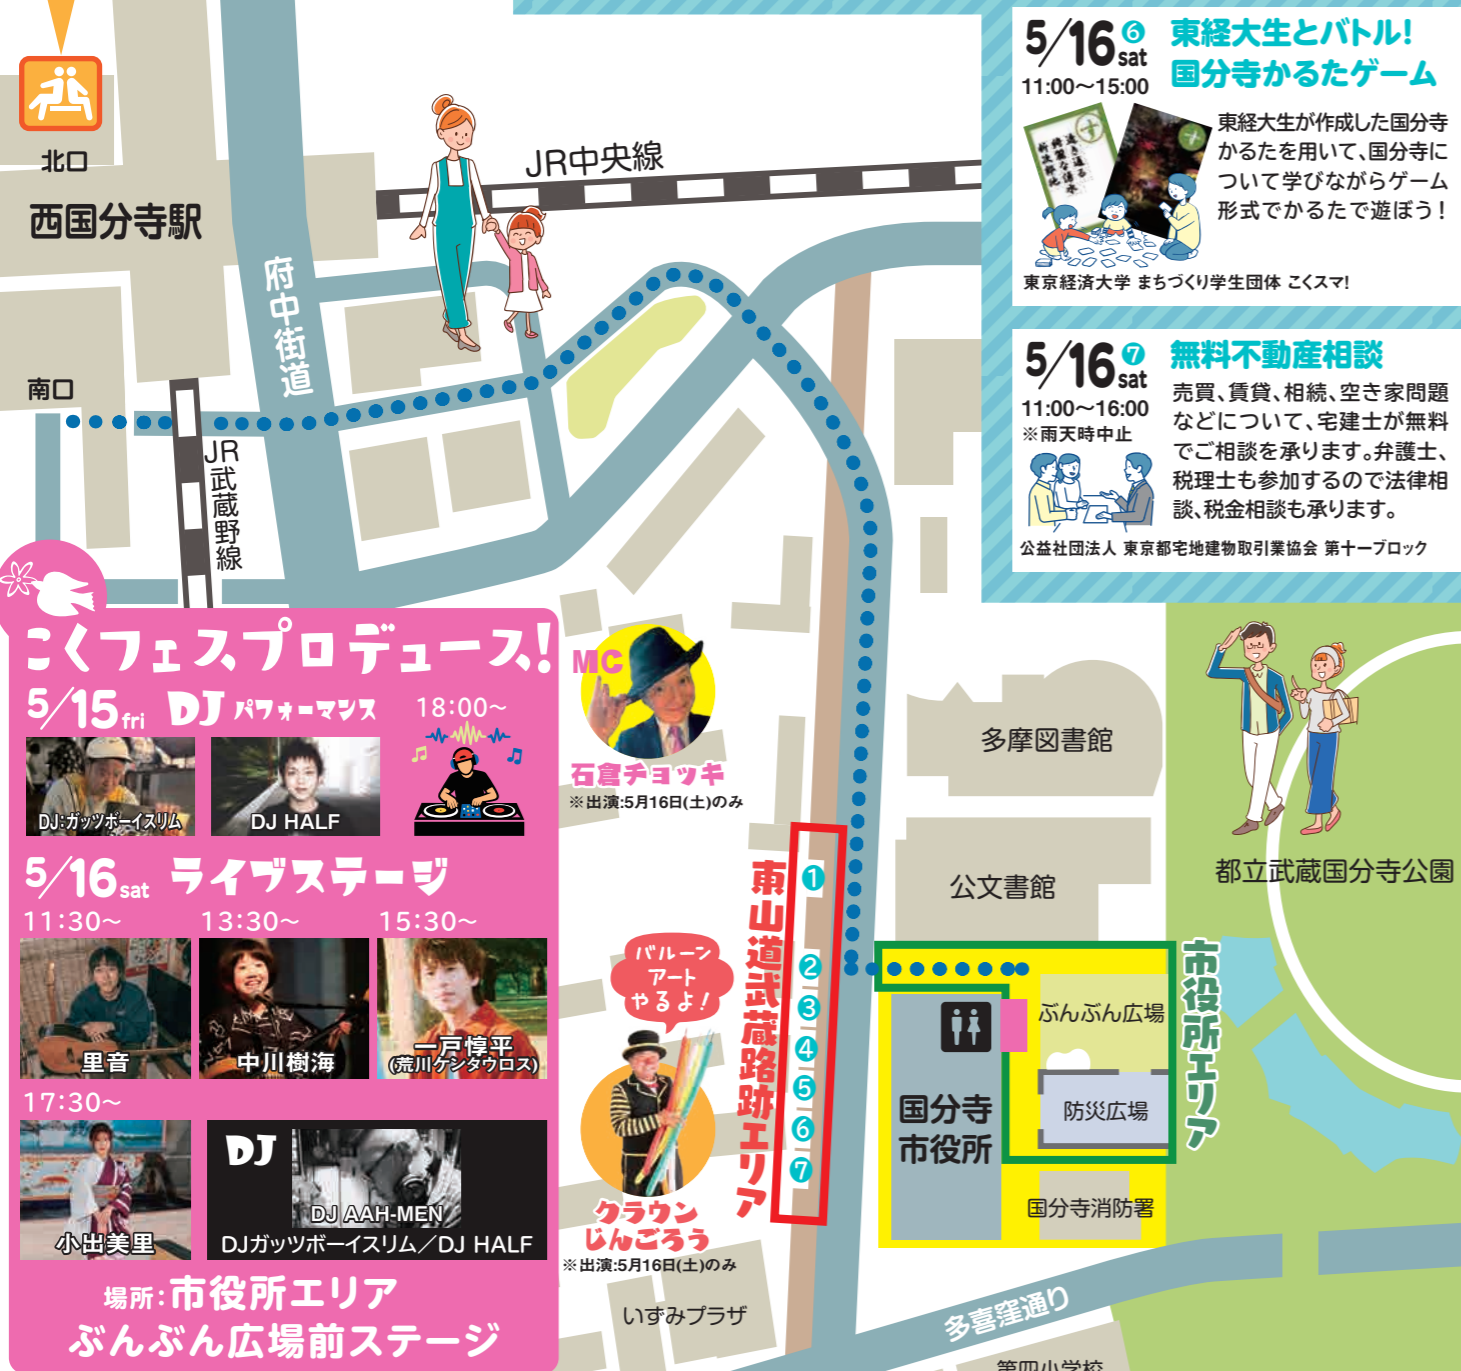 北口
西国分寺駅
南口
府中街道
JR中央線
JR武蔵野線
5/16sat ⑥
11:00〜15:00
東経大生とバトル!
国分寺かるたゲーム
東経大生が作成した国分寺
かるたを用いて、国分寺に
ついて学びながらゲーム
形式でかるたで遊ぼう!
東京経済大学 まちづくり学生団体 こくスマ!
5/16sat ⑦
11:00〜16:00
※雨天時中止
無料不動産相談
売買、賃貸、相続、空き家問題
などについて、宅建士が無料
でご相談を承ります。弁護士、
税理士も参加するので法律相
談、税金相談も承ります。
公益社団法人 東京都宅地建物取引業協会 第十一ブロック
こくフェスプロデュース!
5/15fri DJ パフォーマンス 18:00〜
DJ:ガッツボーイスリム
DJ HALF
5/16sat ライブステージ
11:30〜 13:30〜 15:30〜
里音
中川樹海
一戸惇平
(荒川ケンタウロス)
17:30〜
小出美里
DJ
DJ AAH-MEN
DJガッツボーイスリム／DJ HALF
場所:市役所エリア
ぶんぶん広場前ステージ
MC
石倉チョッキ
※出演:5月16日(土)のみ
バルーン
アート
やるよ!
クラウン
じんごろう
※出演:5月16日(土)のみ
東山道武蔵路跡エリア
①
②
③
④
⑤
⑥
⑦
多摩図書館
公文書館
都立武蔵国分寺公園
市役所エリア
ぶんぶん広場
防災広場
国分寺
市役所
国分寺消防署
いずみプラザ
多喜窪通り
第四小学校